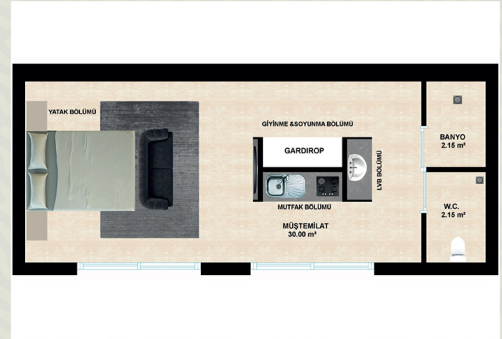 YATAK BÖLÜMÜ
GİYİNME &SOYUNMA BÖLÜMÜ
GARDIROP
LVB BÖLÜMÜ
MUTFAK BÖLÜMÜ
MÜŞTEMİLAT
30.00 m²
BANYO
2.15 m²
W.C.
2.15 m²